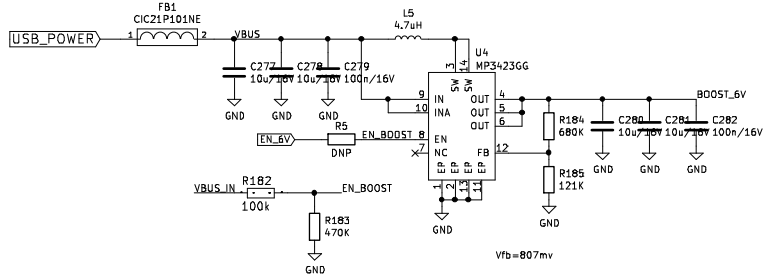 FB1
CIC21P101NE
USB_POWER
1
2
VBUS
L5
4.7uH
C277
10u/16V
C278
10u/16V
C279
100n/16V
GND
GND
GND
U4
MP3423GG
3
14
SW
SW
9
IN
10
INA
EN_6V
R5
DNP
EN_BOOST
8
EN
7
NC
OUT
4
OUT
5
OUT
6
FB
12
EP
EP
EP
EP
1
2
13
11
GND
BOOST_6V
R184
680K
R185
121K
GND
C280
10u/16V
C281
10u/16V
C282
100n/16V
GND
GND
GND
VBUS_IN
R182
100k
EN_BOOST
R183
470K
GND
Vfb=807mv